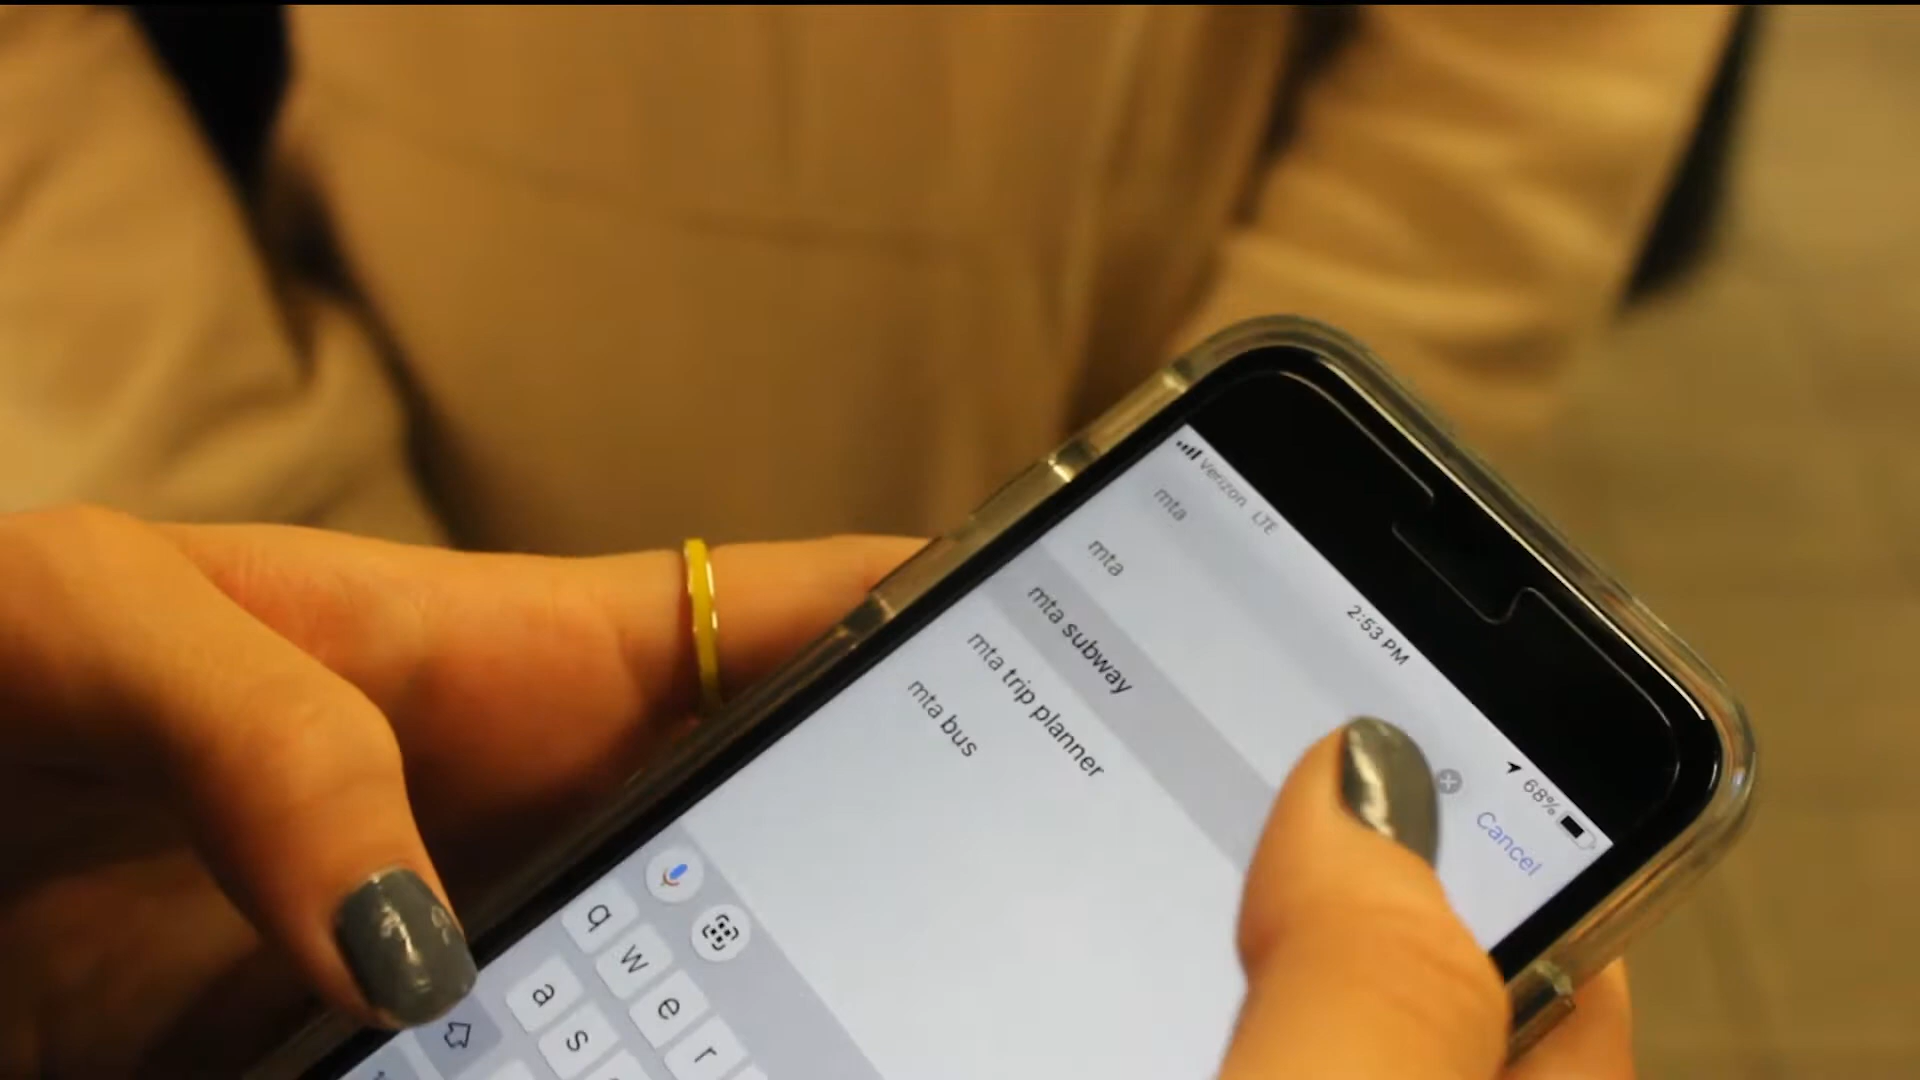 Verizon LTE 2:53 PM 68%
mta Cancel
mta
mta subway
mta trip planner
mta bus
q w e r
a s